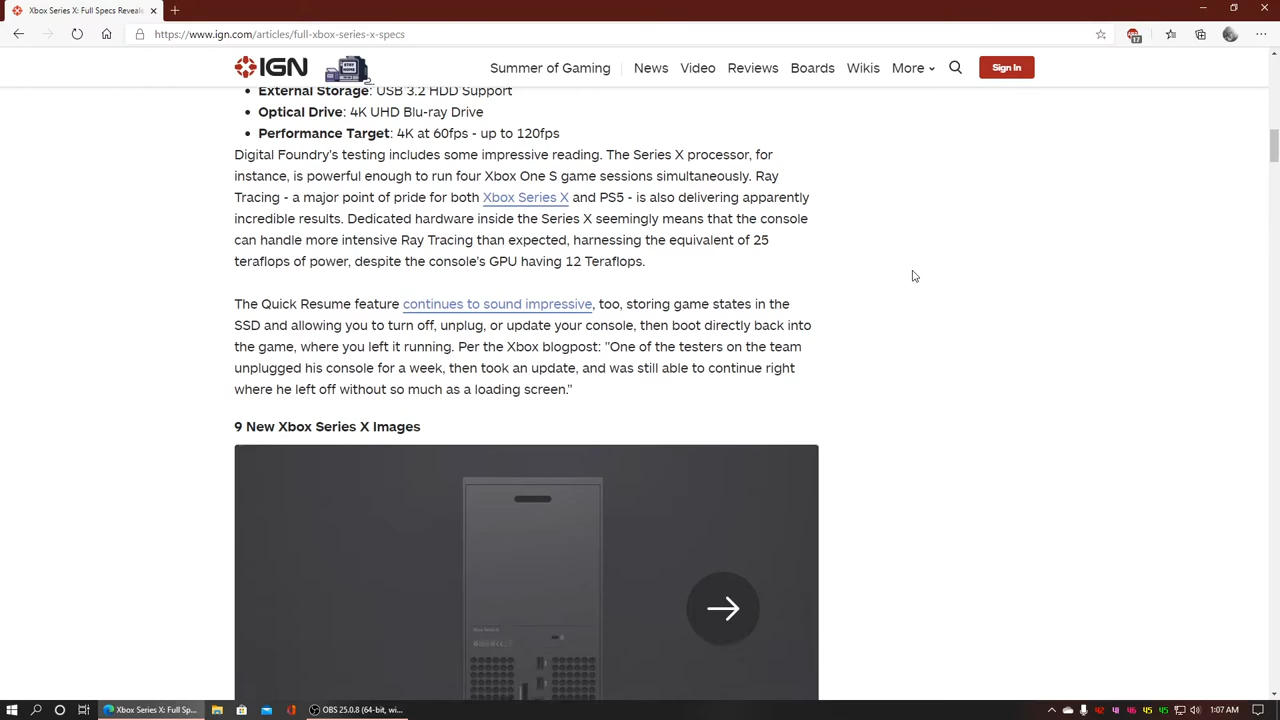 Xbox Series X: Full Specs Reveale
https://www.ign.com/articles/full-xbox-series-x-specs
17
IGN
Summer of Gaming
News
Video
Reviews
Boards
Wikis
More
Sign In
• External Storage: USB 3.2 HDD Support
• Optical Drive: 4K UHD Blu-ray Drive
• Performance Target: 4K at 60fps - up to 120fps
Digital Foundry's testing includes some impressive reading. The Series X processor, for
instance, is powerful enough to run four Xbox One S game sessions simultaneously. Ray
Tracing - a major point of pride for both Xbox Series X and PS5 - is also delivering apparently
incredible results. Dedicated hardware inside the Series X seemingly means that the console
can handle more intensive Ray Tracing than expected, harnessing the equivalent of 25
teraflops of power, despite the console's GPU having 12 Teraflops.
The Quick Resume feature continues to sound impressive, too, storing game states in the
SSD and allowing you to turn off, unplug, or update your console, then boot directly back into
the game, where you left it running. Per the Xbox blogpost: "One of the testers on the team
unplugged his console for a week, then took an update, and was still able to continue right
where he left off without so much as a loading screen."
9 New Xbox Series X Images
Xbox Series X: Full Sp...
OBS 25.0.8 (64-bit, wi...
1:07 AM